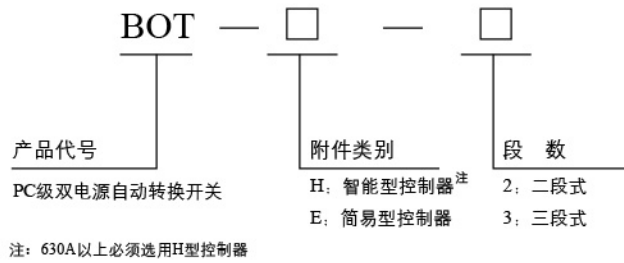 BOT — □ — □
产品代号
附件类别
段 数
PC级双电源自动转换开关
H：智能型控制器注
2：二段式
E：简易型控制器
3：三段式
注：630A以上必须选用H型控制器